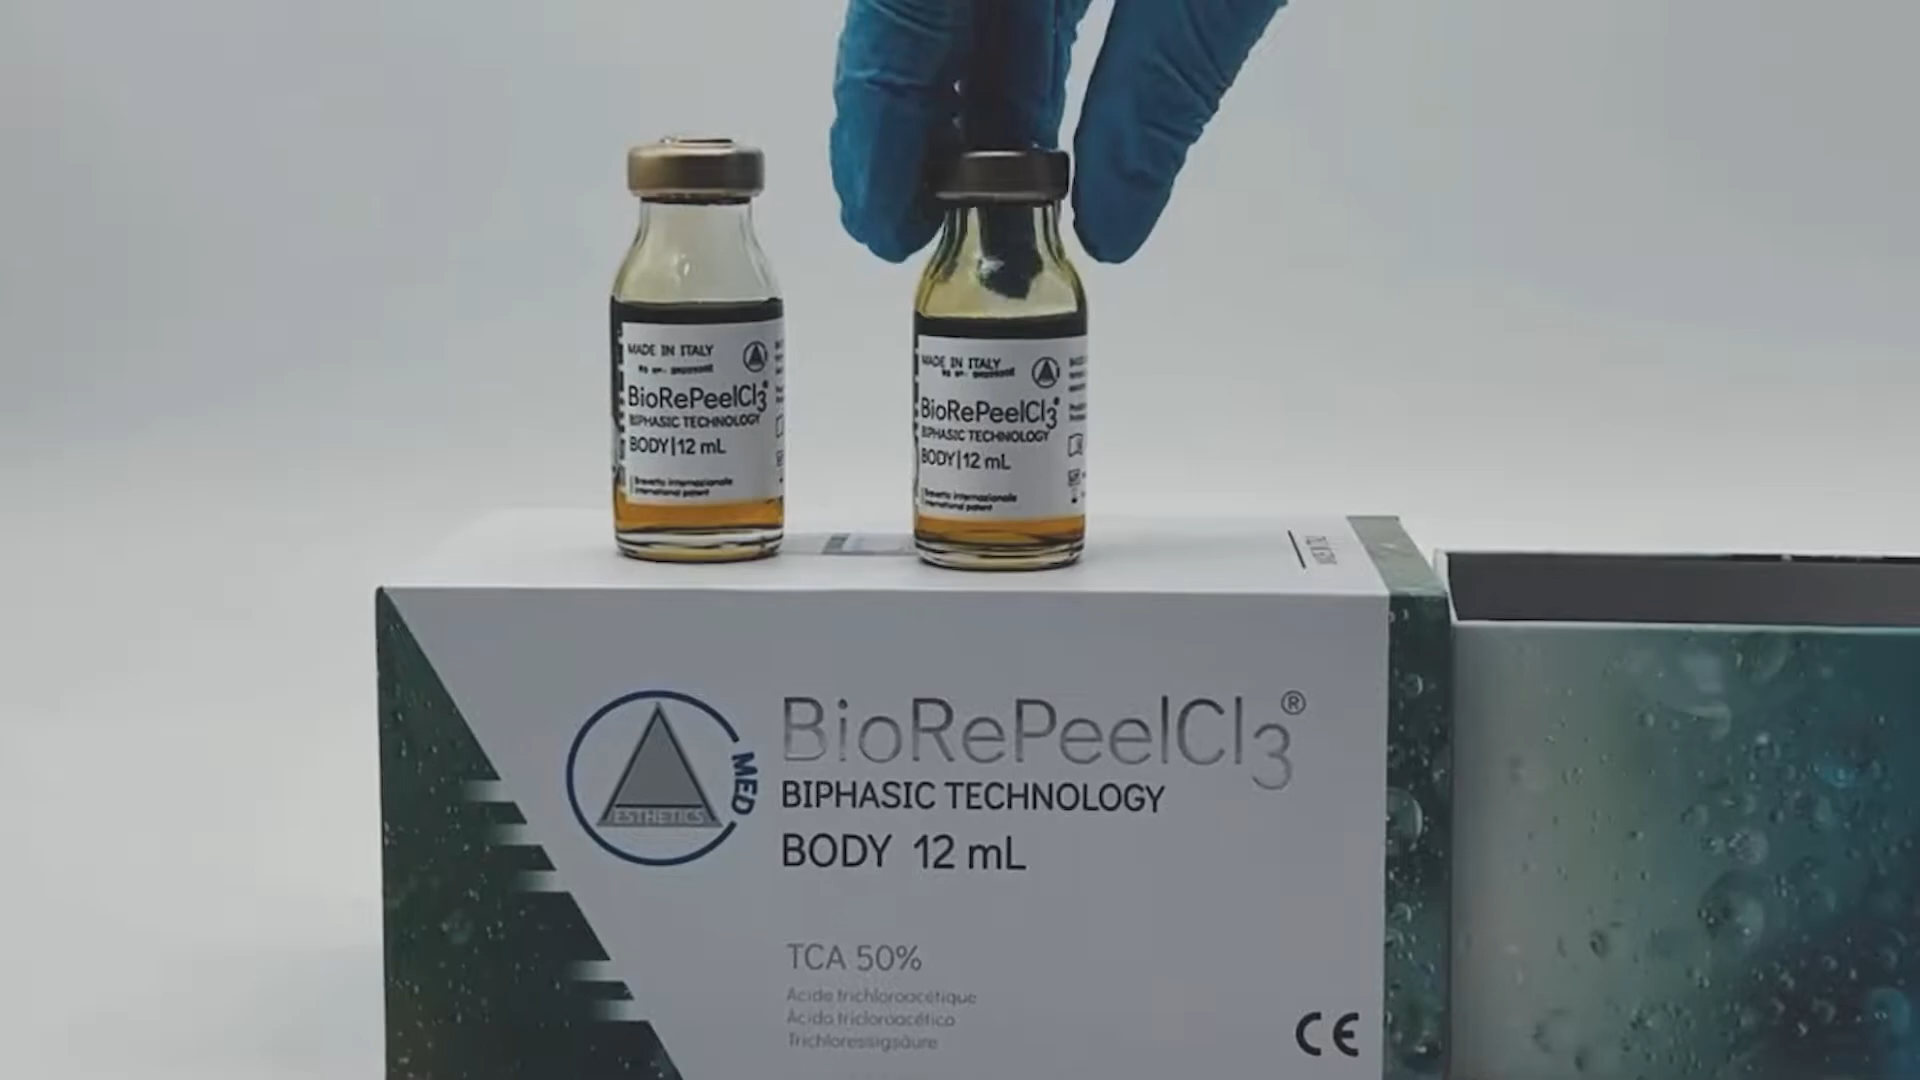 MADE IN ITALY
BioRePeelCl3
BIPHASIC TECHNOLOGY
BODY|12 mL
Brevetto internazionale
International patent
MADE IN ITALY
BioRePeelCl3
BIPHASIC TECHNOLOGY
BODY|12 mL
Brevetto internazionale
International patent
MED
ESTHETICS
BioRePeelCl3®
BIPHASIC TECHNOLOGY
BODY 12 mL
TCA 50%
Acide trichloroacétique
Ácido tricloroacético
Trichloressigsäure
CE